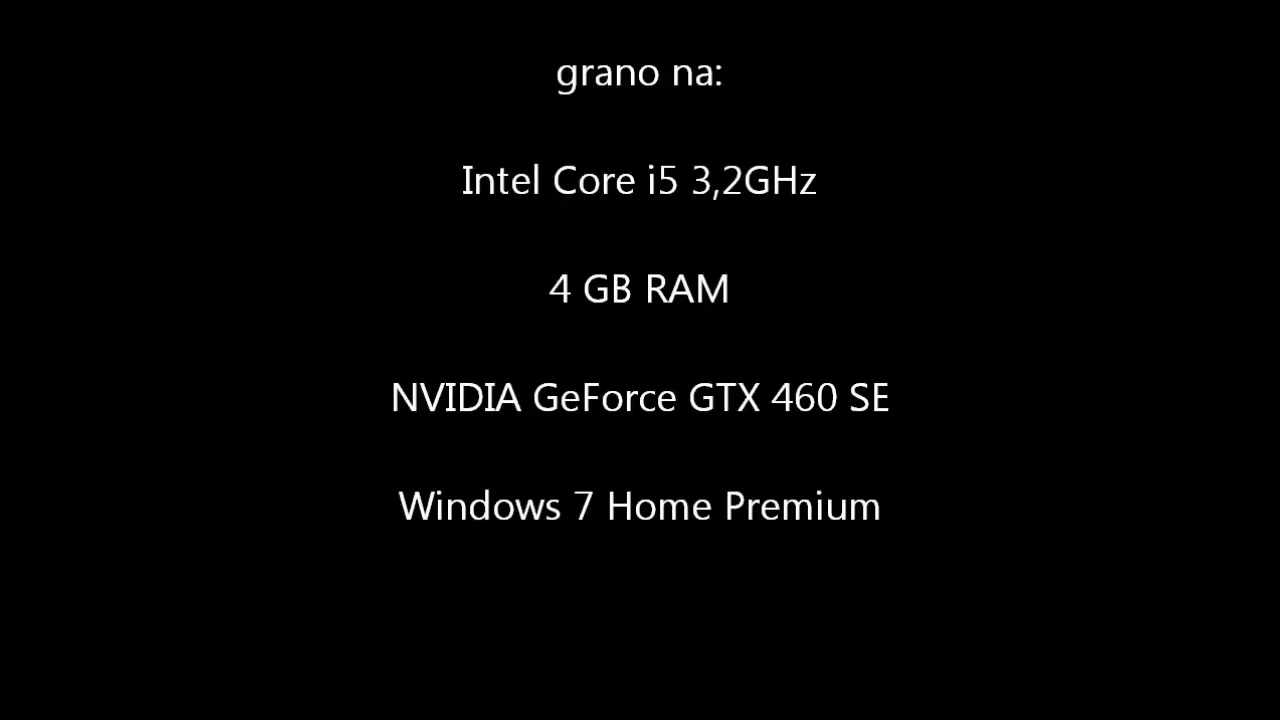 grano na:
Intel Core i5 3,2GHz
4 GB RAM
NVIDIA GeForce GTX 460 SE
Windows 7 Home Premium